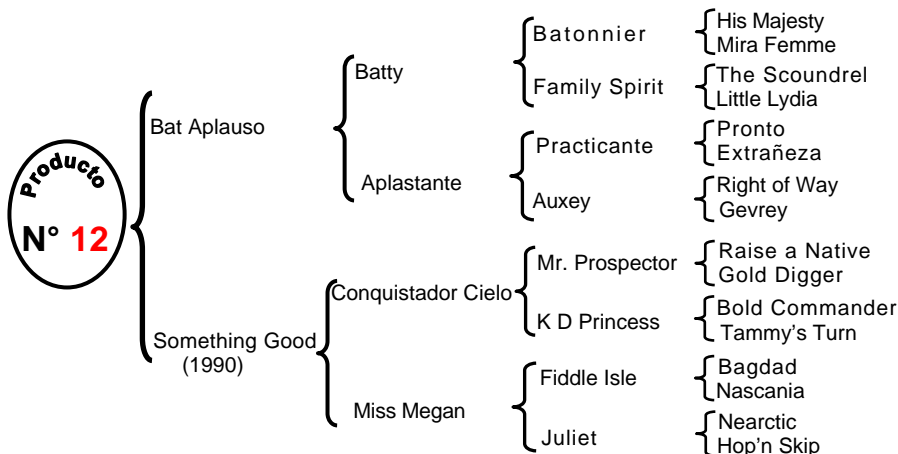 Producto
N° 12
Bat Aplauso
Something Good
(1990)
Batty
Aplastante
Conquistador Cielo
Miss Megan
Batonnier
Family Spirit
Practicante
Auxey
Mr. Prospector
K D Princess
Fiddle Isle
Juliet
His Majesty
Mira Femme
The Scoundrel
Little Lydia
Pronto
Extrañeza
Right of Way
Gevrey
Raise a Native
Gold Digger
Bold Commander
Tammy's Turn
Bagdad
Nascania
Nearctic
Hop'n Skip